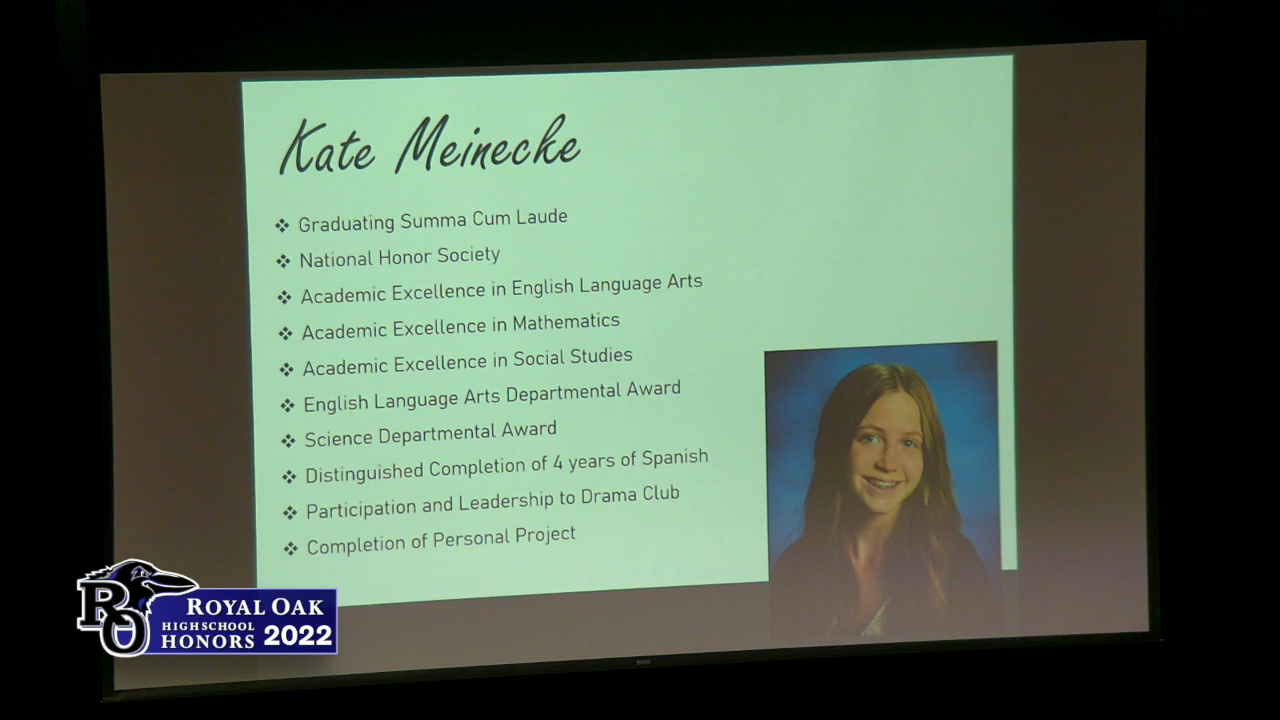 Kate Meinecke
❖ Graduating Summa Cum Laude
❖ National Honor Society
❖ Academic Excellence in English Language Arts
❖ Academic Excellence in Mathematics
❖ Academic Excellence in Social Studies
❖ English Language Arts Departmental Award
❖ Science Departmental Award
❖ Distinguished Completion of 4 years of Spanish
❖ Participation and Leadership to Drama Club
❖ Completion of Personal Project
RO
ROYAL OAK
HIGH SCHOOL
HONORS 2022